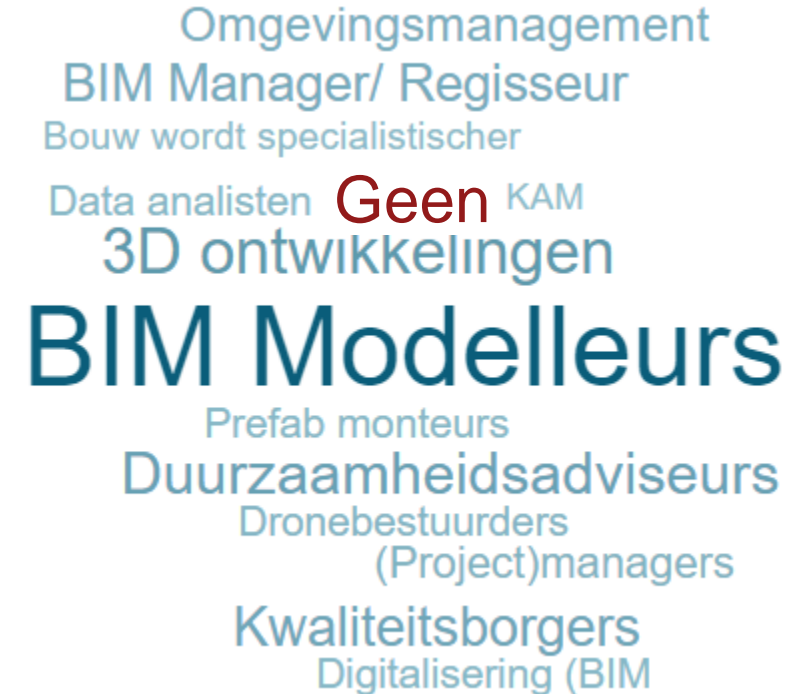 Omgevingsmanagement
BIM Manager/ Regisseur
Bouw wordt specialistischer
Data analisten Geen KAM
3D ontwikkelingen
BIM Modelleurs
Prefab monteurs
Duurzaamheidsadviseurs
Dronebestuurders
(Project)managers
Kwaliteitsborgers
Digitalisering (BIM